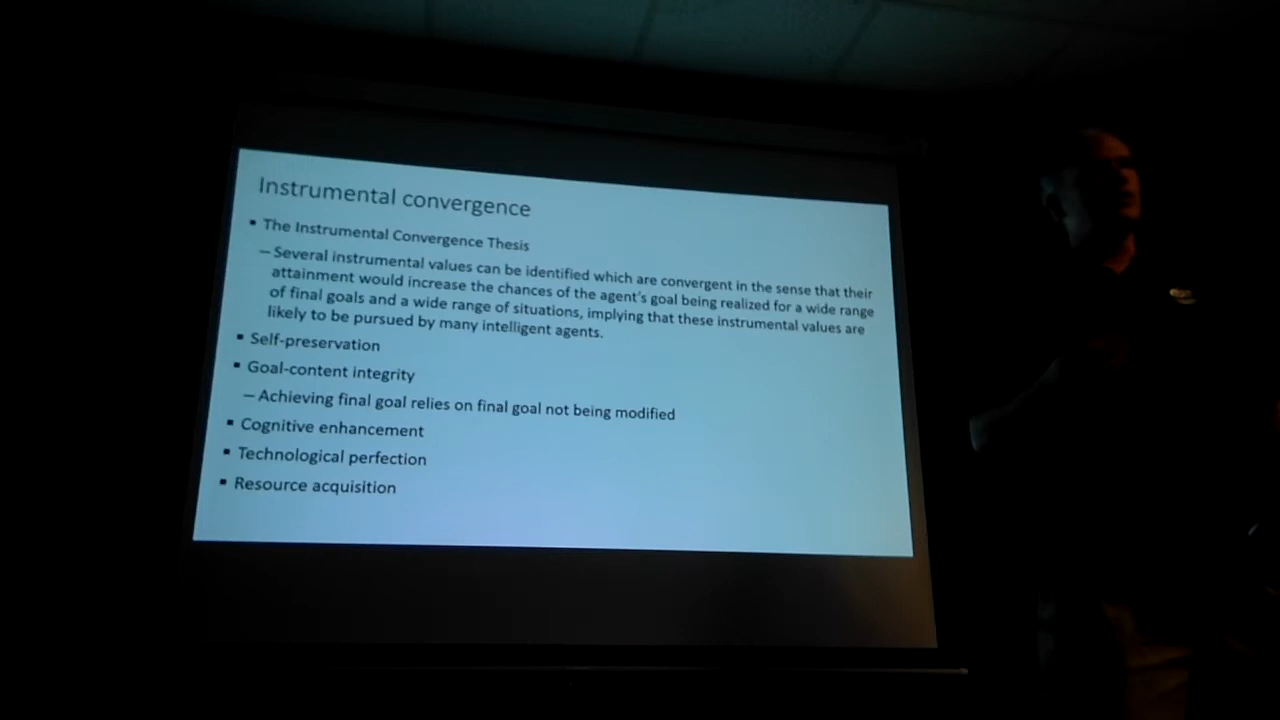 Instrumental convergence
▪ The Instrumental Convergence Thesis
– Several instrumental values can be identified which are convergent in the sense that their
attainment would increase the chances of the agent's goal being realized for a wide range
of final goals and a wide range of situations, implying that these instrumental values are
likely to be pursued by many intelligent agents.
▪ Self-preservation
▪ Goal-content integrity
– Achieving final goal relies on final goal not being modified
▪ Cognitive enhancement
▪ Technological perfection
▪ Resource acquisition